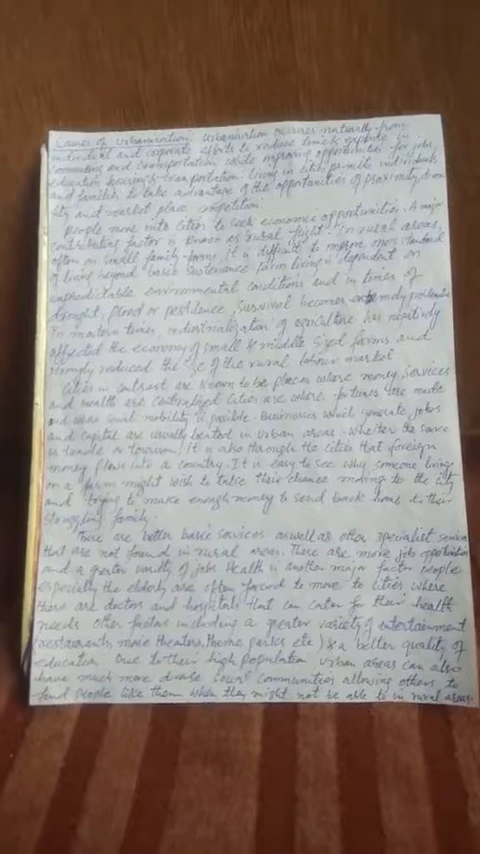 Causes of urbanisation: urbanisation occures naturally from
individual and corporate efforts to reduce time & expense in
commuting and transportation while improving opportunities for jobs
education housing & transportation living in cities permits individuals
and families to take advantage of the opportunities of proximity, diver
sity and market place competition.
People move into cities to seek economic opportunities. A major
contributing factor is known as 'rural flight'. In rural areas,
often on small family farms, it is difficult to improve ones standard
of living beyond basic sustenance farm living is dependent on
unpredictable environmental conditions and in times of
drought, flood or pestilence, survival becomes extremely problematic
In modern times, industrialization of agriculture has negatively
affected the economy of small & middle sized farms and
strongly reduced the size of the rural labour market
Cities in contrast are known to be places where money, services
and wealth are centralized cities are where fortunes are made
and where social mobility is possible. Businesses which generate jobs
and capital are usually located in urban areas. Whether the source
is trade or tourism, it is also through the cities that foreign
money flows into a country. It is easy to see why someone living
on a farm might wish to take their chance moving to the city
and trying to make enough money to send back home to their
struggling family.
There are better basic services as well as other specialist services
that are not found in rural areas. There are more job opportunities
and a greater variety of jobs Health is another major factor people
especially the elderly are often forced to move to cities where
there are doctors and hospitals that can cater for their health
needs other factors including a greater variety of entertainment
(restaurants, movie theaters, theme parks etc) & a better quality of
education Due to their high population urban areas can also
have much more diverse social communities allowing others to
find people like them when they might not be able to in rural areas.